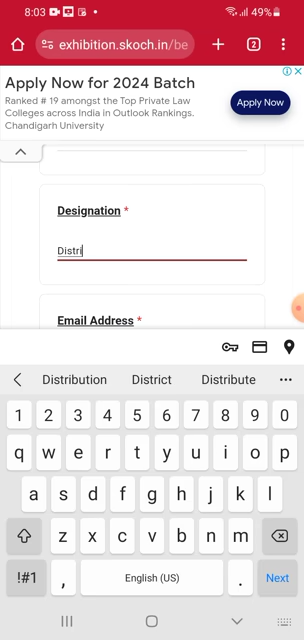 8:03
49%
exhibition.skoch.in/be
2
Apply Now for 2024 Batch
Ranked # 19 amongst the Top Private Law
Colleges across India in Outlook Rankings.
Chandigarh University
Apply Now
Designation *
Distri
Email Address *
Distribution District Distribute
1 2 3 4 5 6 7 8 9 0
q w e r t y u i o p
a s d f g h j k l
z x c v b n m
!#1 , English (US) . Next